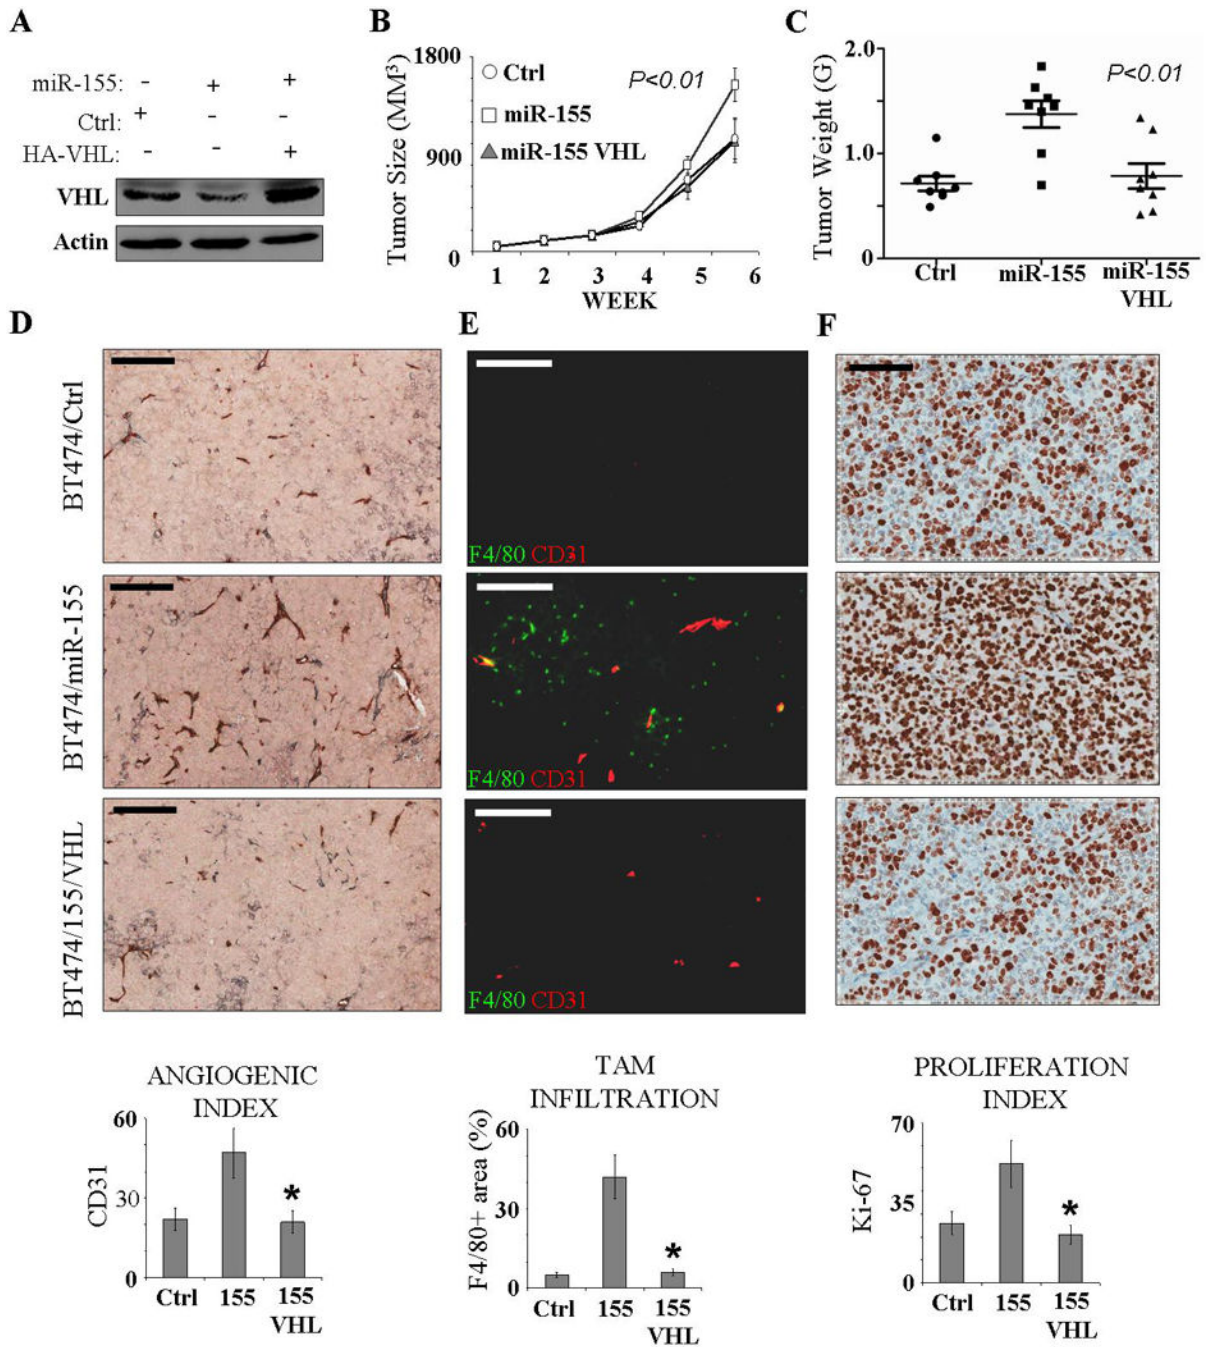 A
miR-155: - + +
Ctrl: + - -
HA-VHL: - - +
VHL
Actin
B
1800
900
0
Tumor Size (MM³)
Ctrl
miR-155
miR-155 VHL
P<0.01
1 2 3 4 5 6
WEEK
C
2.0
1.0
0
Tumor Weight (G)
P<0.01
Ctrl miR-155 miR-155
VHL
D
BT474/Ctrl
BT474/miR-155
BT474/155/VHL
E
F4/80 CD31
F4/80 CD31
F4/80 CD31
F
ANGIOGENIC
INDEX
60
30
0
CD31
*
Ctrl 155 155
VHL
TAM
INFILTRATION
60
30
0
F4/80+ area (%)
*
Ctrl 155 155
VHL
PROLIFERATION
INDEX
70
35
0
Ki-67
*
Ctrl 155 155
VHL